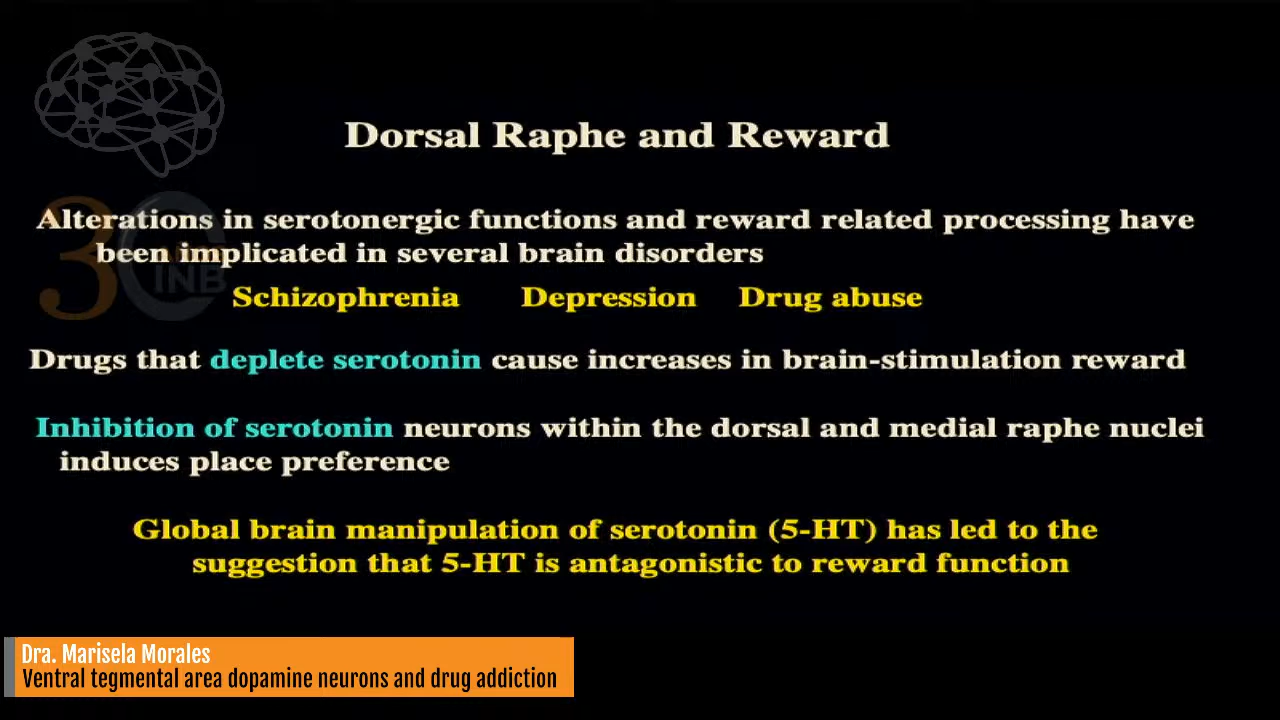 Dorsal Raphe and Reward
Alterations in serotonergic functions and reward related processing have
been implicated in several brain disorders
Schizophrenia Depression Drug abuse
Drugs that deplete serotonin cause increases in brain-stimulation reward
Inhibition of serotonin neurons within the dorsal and medial raphe nuclei
induces place preference
Global brain manipulation of serotonin (5-HT) has led to the
suggestion that 5-HT is antagonistic to reward function
3
INB
Dra. Marisela Morales
Ventral tegmental area dopamine neurons and drug addiction